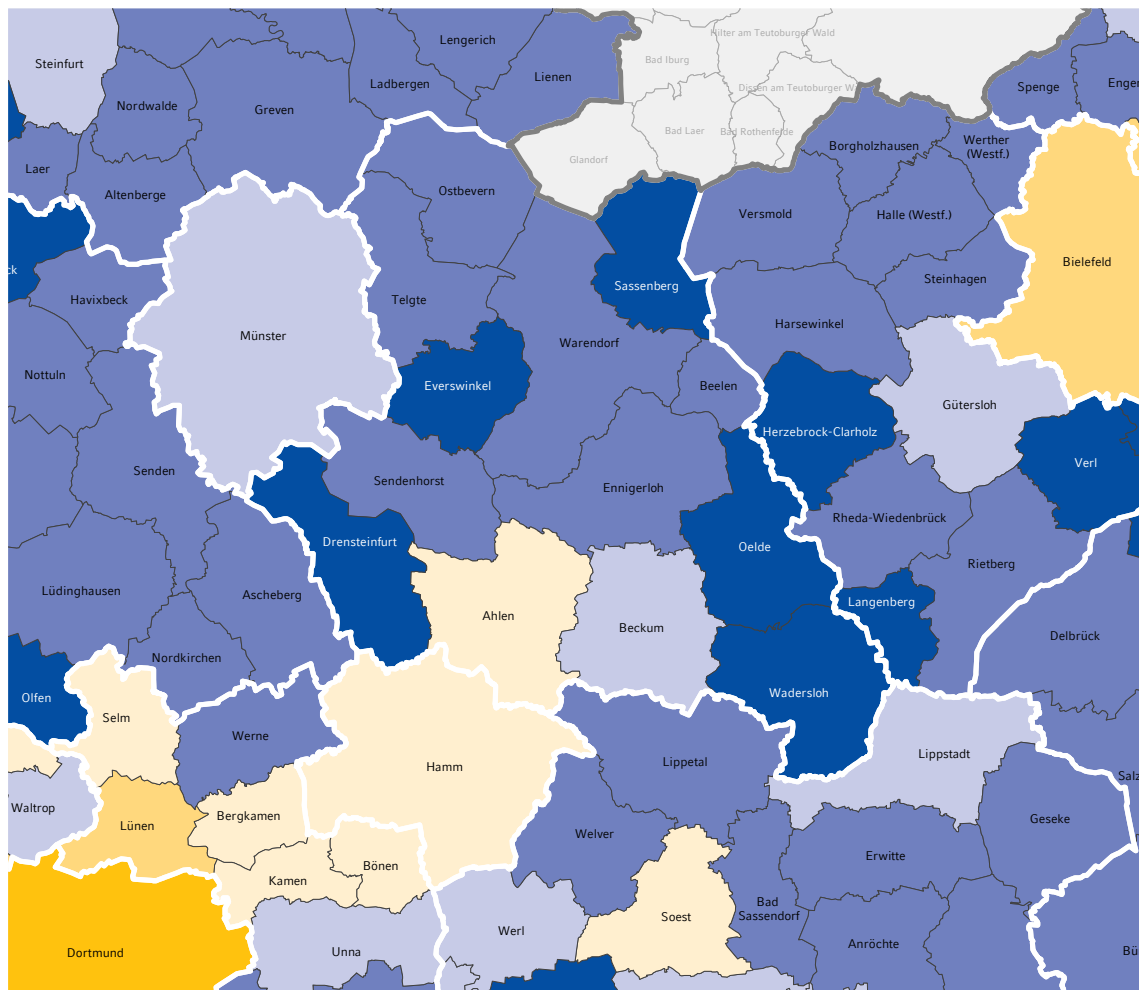 Hilter am Teutoburger Wald
Lengerich
Steinfurt
Bad Iburg
Lienen
Ladbergen
Dissen am Teutoburger W
Spenge
Enger
Nordwalde
Greven
Bad Laer
Bad Rothenfelde
Borgholzhausen
Werther
(Westf.)
Glandorf
Laer
Altenberge
Ostbevern
Versmold
Halle (Westf.)
Bielefeld
ck
Steinhagen
Sassenberg
Havixbeck
Telgte
Harsewinkel
Münster
Warendorf
Nottuln
Everswinkel
Beelen
Gütersloh
Herzebrock-Clarholz
Verl
Senden
Sendenhorst
Ennigerloh
Rheda-Wiedenbrück
Drensteinfurt
Oelde
Rietberg
Lüdinghausen
Ascheberg
Langenberg
Ahlen
Beckum
Delbrück
Nordkirchen
Olfen
Wadersloh
Selm
Werne
Lippstadt
Lippetal
Hamm
Salz
Waltrop
Bergkamen
Geseke
Lünen
Welver
Erwitte
Bönen
Kamen
Bad
Sassendorf
Soest
Werl
Anröchte
Dortmund
Unna
Bü